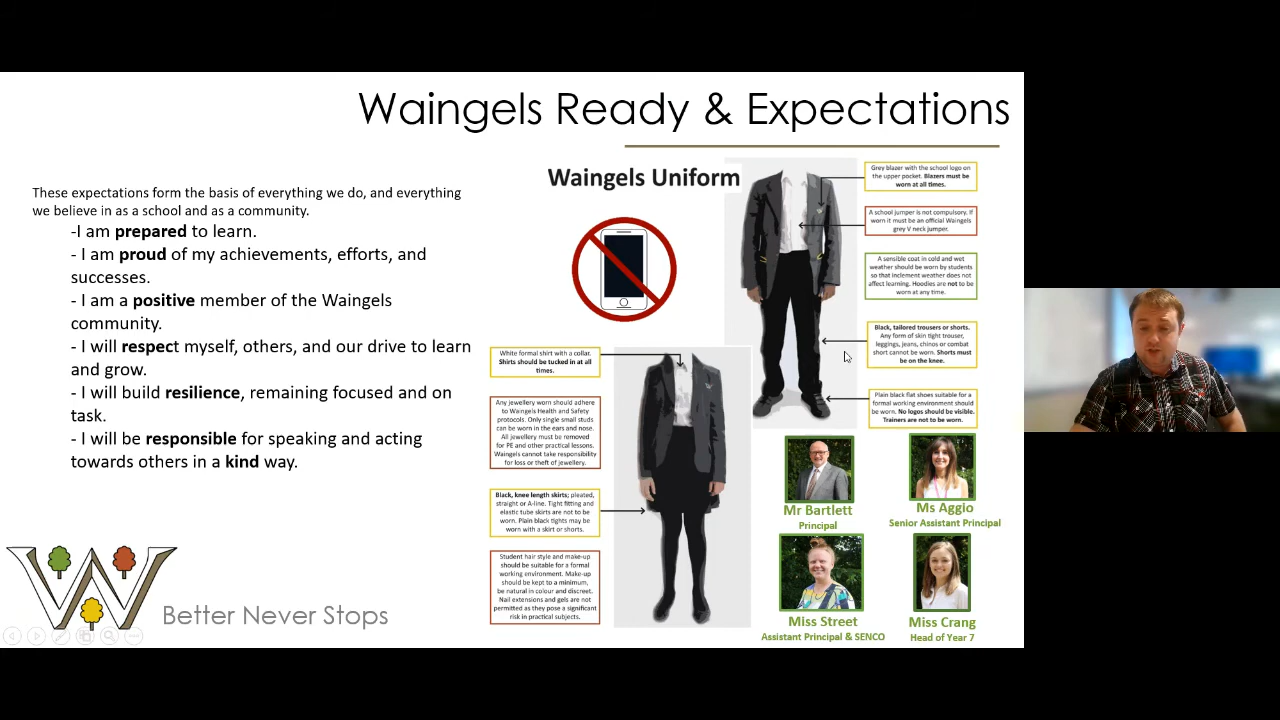 Waingels Ready & Expectations
These expectations form the basis of everything we do, and everything
we believe in as a school and as a community.
-I am prepared to learn.
- I am proud of my achievements, efforts, and
successes.
- I am a positive member of the Waingels
community.
- I will respect myself, others, and our drive to learn
and grow.
- I will build resilience, remaining focused and on
task.
- I will be responsible for speaking and acting
towards others in a kind way.
Better Never Stops
Waingels Uniform
Grey blazer with the school logo on
the upper pocket. Blazers must be
worn at all times.
A school jumper is not compulsory. If
worn it must be an official Waingels
grey V neck jumper.
A sensible coat in cold and wet
weather should be worn by students
so that inclement weather does not
affect learning. Hoodies are not to be
worn at any time.
Black, tailored trousers or shorts.
Any form of skin tight trouser,
leggings, jeans, chinos or combat
short cannot be worn. Shorts must
be on the knee.
Plain black flat shoes suitable for a
formal working environment should
be worn. No logos should be visible.
Trainers are not to be worn.
White formal shirt with a collar.
Shirts should be tucked in at all
times.
Any jewellery worn should adhere
to Waingels Health and Safety
protocols. Only single small studs
can be worn in the ears and nose.
All jewellery must be removed
for PE and other practical lessons.
Waingels cannot take responsibility
for loss or theft of jewellery.
Black, knee length skirts; pleated,
straight or A-line. Tight fitting and
elastic tube skirts are not to be
worn. Plain black tights may be
worn with a skirt or shorts.
Student hair style and make-up
should be suitable for a formal
working environment. Make-up
should be kept to a minimum,
be natural in colour and discreet.
Nail extensions and gels are not
permitted as they pose a significant
risk in practical subjects.
Mr Bartlett
Principal
Ms Aggio
Senior Assistant Principal
Miss Street
Assistant Principal & SENCO
Miss Crang
Head of Year 7